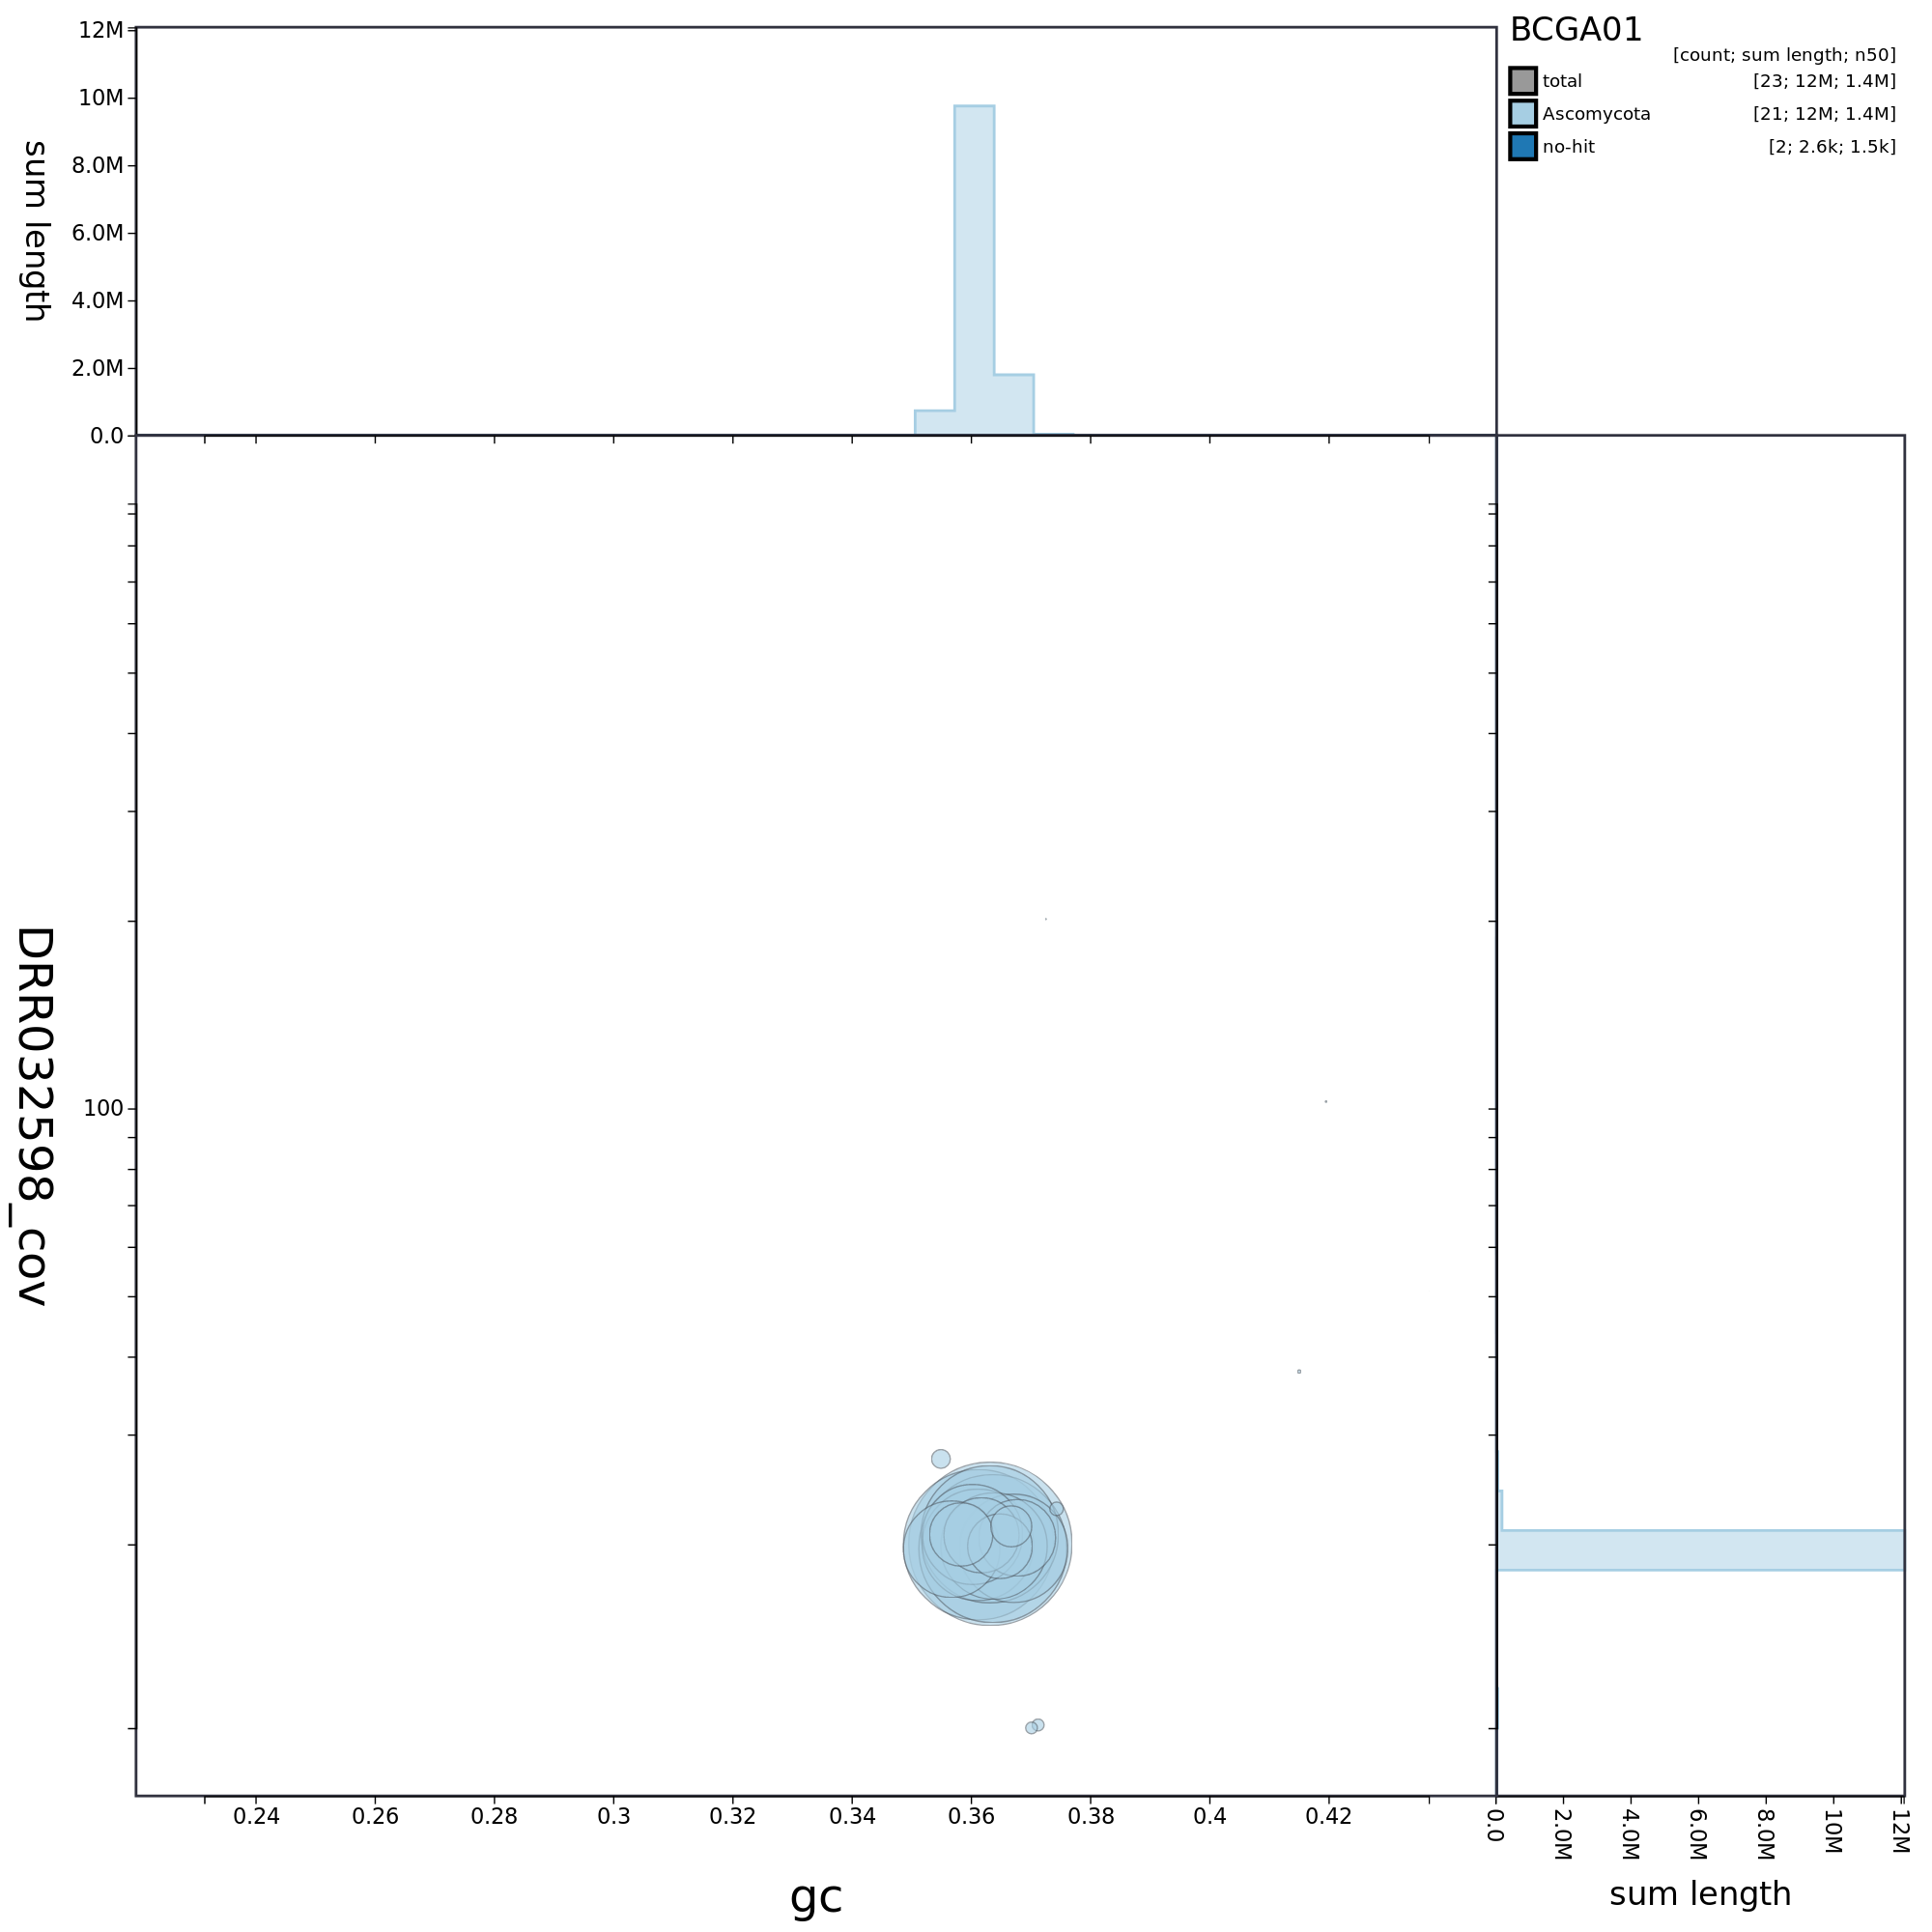 BCGA01
[count; sum length; n50]
total [23; 12M; 1.4M]
Ascomycota [21; 12M; 1.4M]
no-hit [2; 2.6k; 1.5k]
12M
10M
8.0M
6.0M
4.0M
2.0M
0.0
sum length
100
DRR032598_cov
0.24 0.26 0.28 0.3 0.32 0.34 0.36 0.38 0.4 0.42
gc
0.0 2.0M 4.0M 6.0M 8.0M 10M 12M
sum length